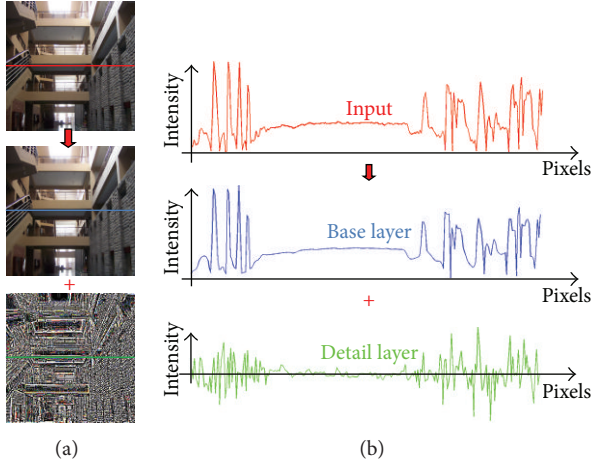 Intensity
Input
Pixels
Intensity
Base layer
Pixels
+
+
Intensity
Detail layer
Pixels
(a)
(b)